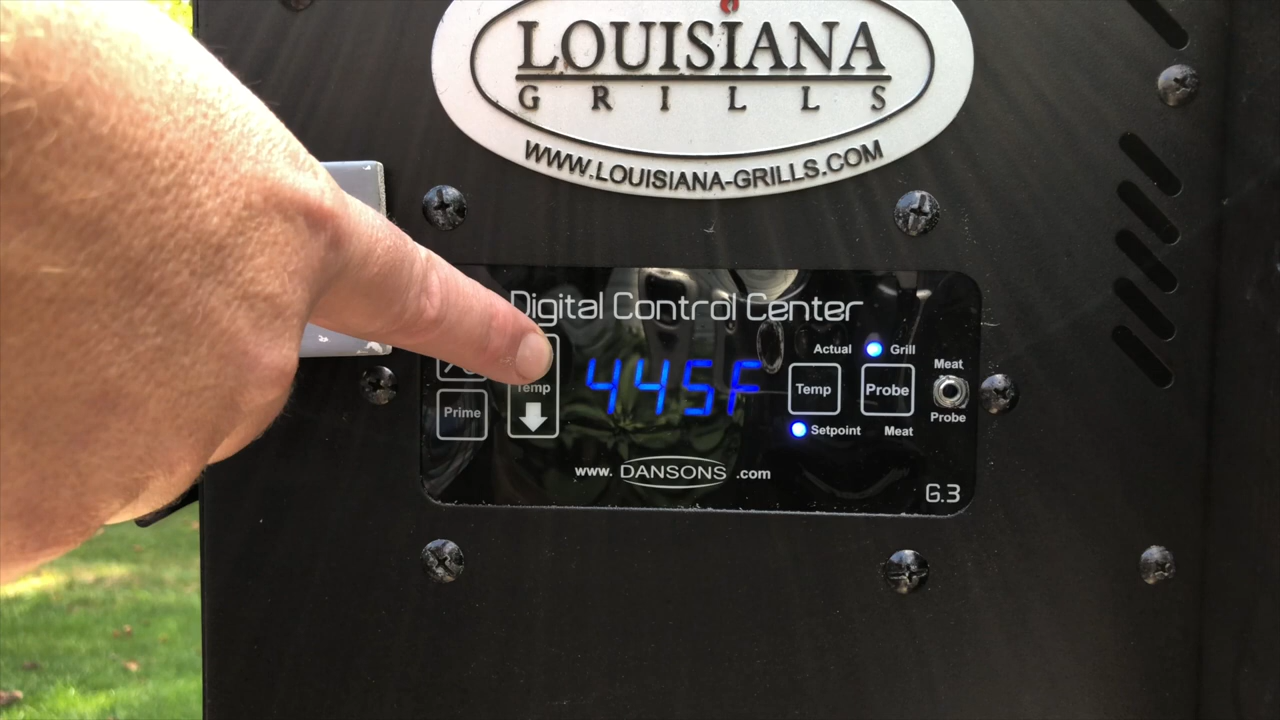 LOUISIANA
GRILLS
WWW.LOUISIANA-GRILLS.COM
Digital Control Center
Temp
Prime
445F
Actual
Grill
Temp
Probe
Setpoint
Meat
Meat
Probe
www. DANSONS .com
G.3